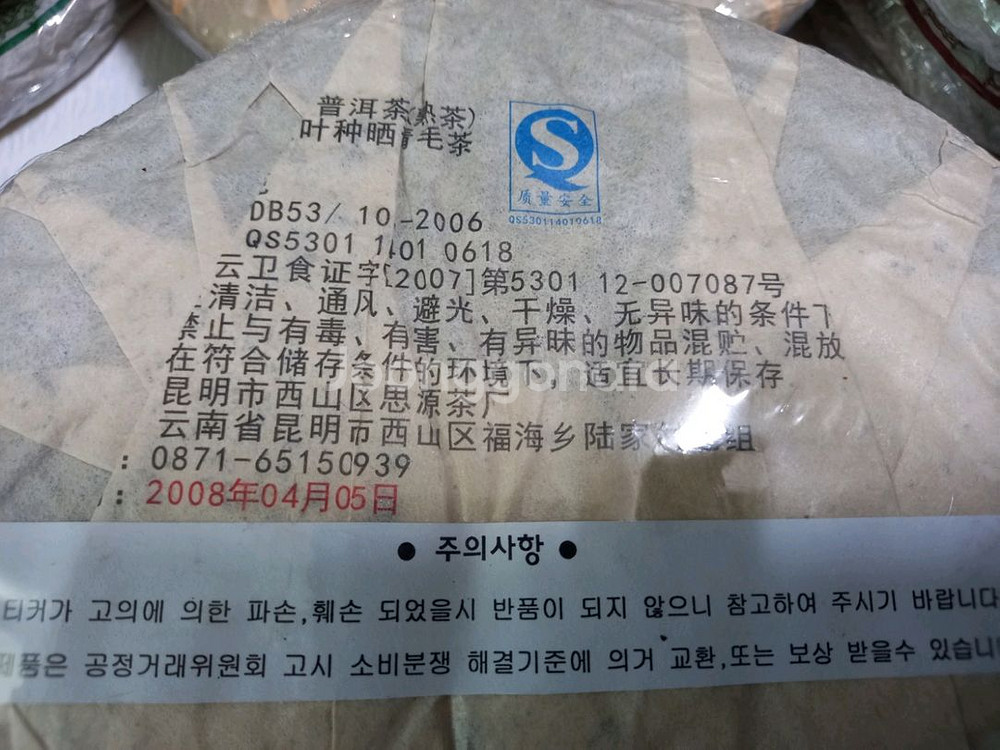 普洱茶(熟茶)
叶种晒青毛茶
质量安全
QS530114010618
DB53/ 10-2006
QS5301 1401 0618
云卫食证字[2007]第5301 12-007087号
清洁、通风、避光、干燥、无异味的条件下
禁止与有毒、有害、有异味的物品混贮、混放
在符合储存条件的环境下，适宜长期保存
昆明市西山区思源茶厂
云南省昆明市西山区福海乡陆家 组
: 0871-65150939
: 2008年04月05日
● 주의사항 ●
티커가 고의에 의한 파손,훼손 되었을시 반품이 되지 않으니 참고하여 주시기 바랍니다
제품은 공정거래위원회 고시 소비분쟁 해결기준에 의거 교환,또는 보상 받을수 있습니